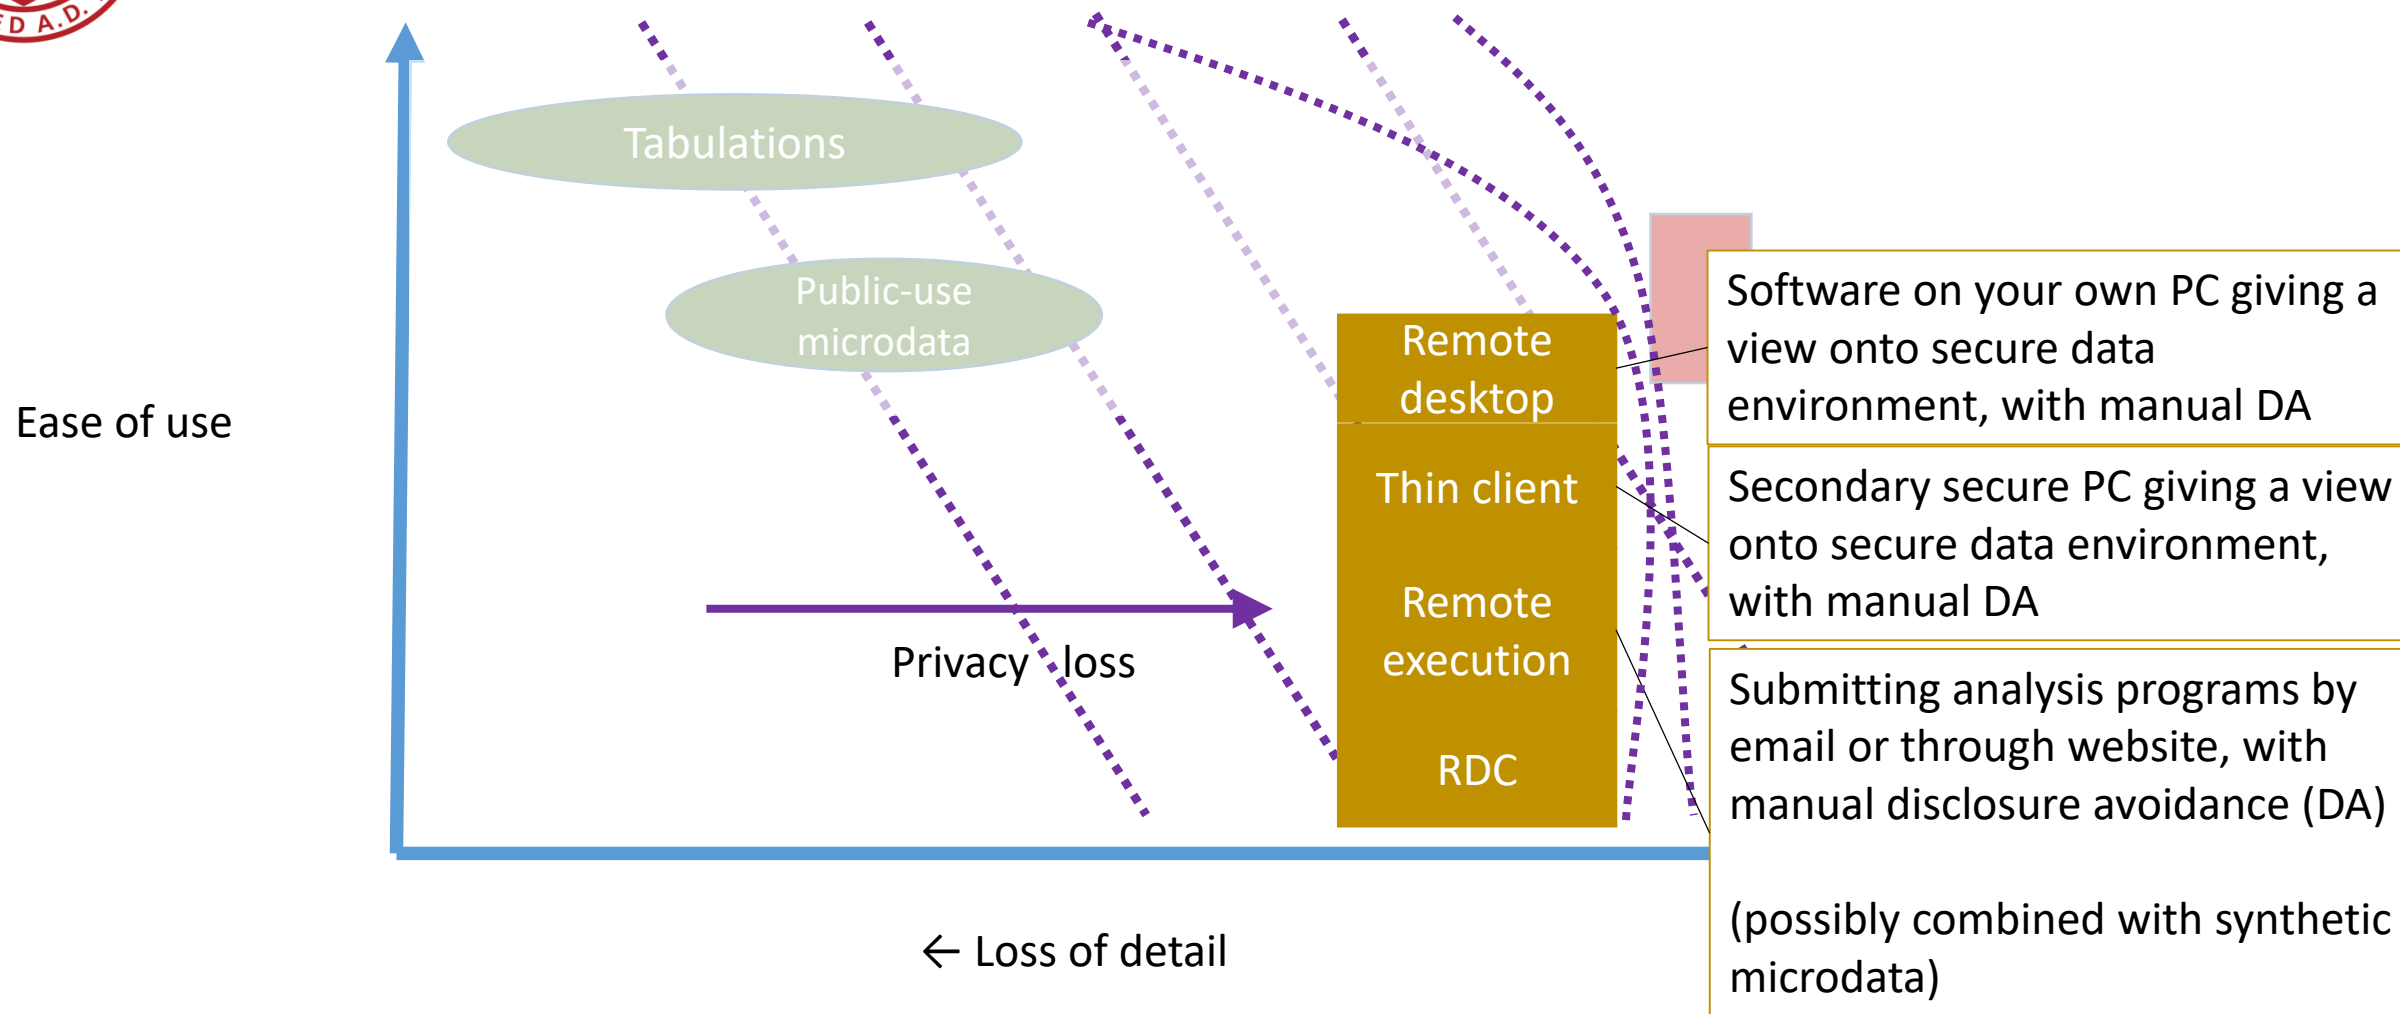 D A.D.
Tabulations
Public-use
microdata
Ease of use
Remote
desktop
Thin client
Remote
execution
RDC
Privacy loss
← Loss of detail
Software on your own PC giving a
view onto secure data
environment, with manual DA
Secondary secure PC giving a view
onto secure data environment,
with manual DA
Submitting analysis programs by
email or through website, with
manual disclosure avoidance (DA)
(possibly combined with synthetic
microdata)